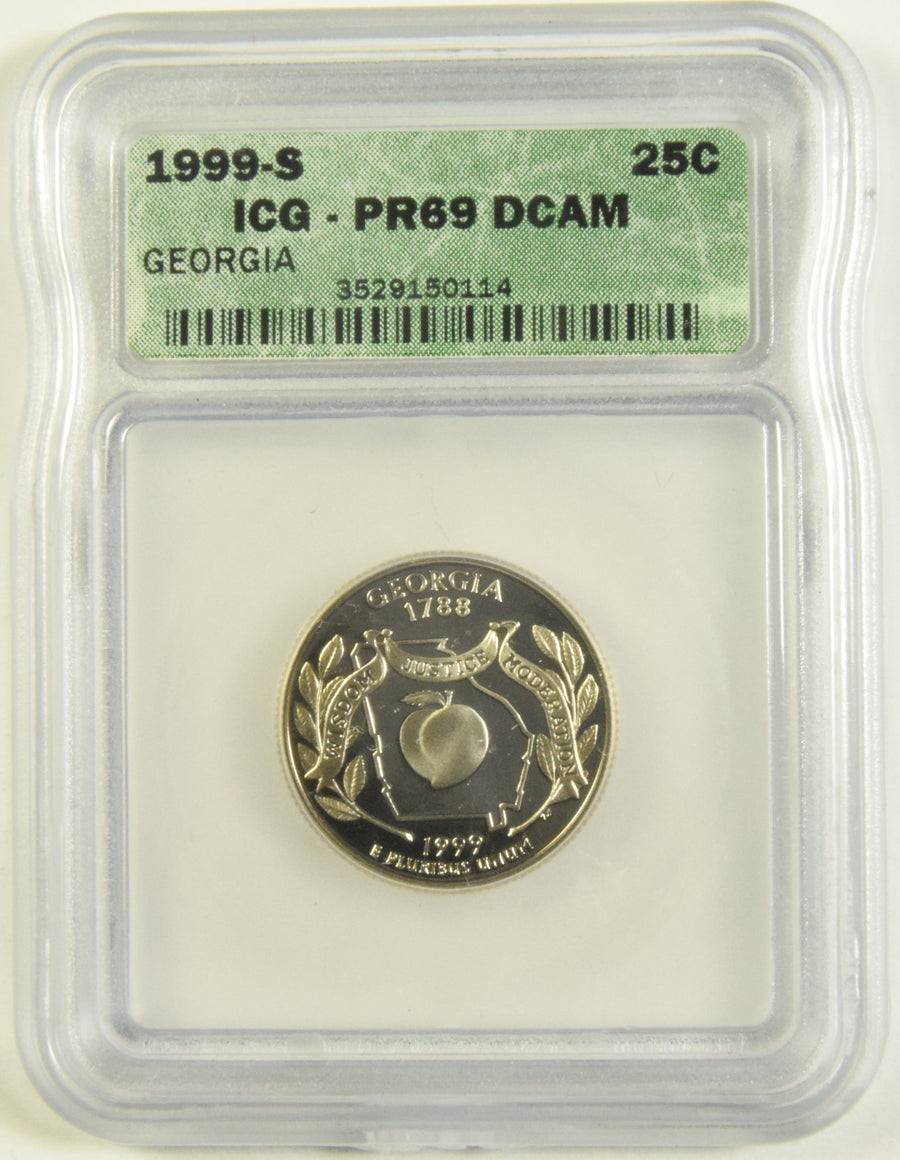 1999-S 25C
ICG - PR69 DCAM
GEORGIA
3529150114
GEORGIA
1788
WISDOM JUSTICE MODERATION
1999
E PLURIBUS UNUM